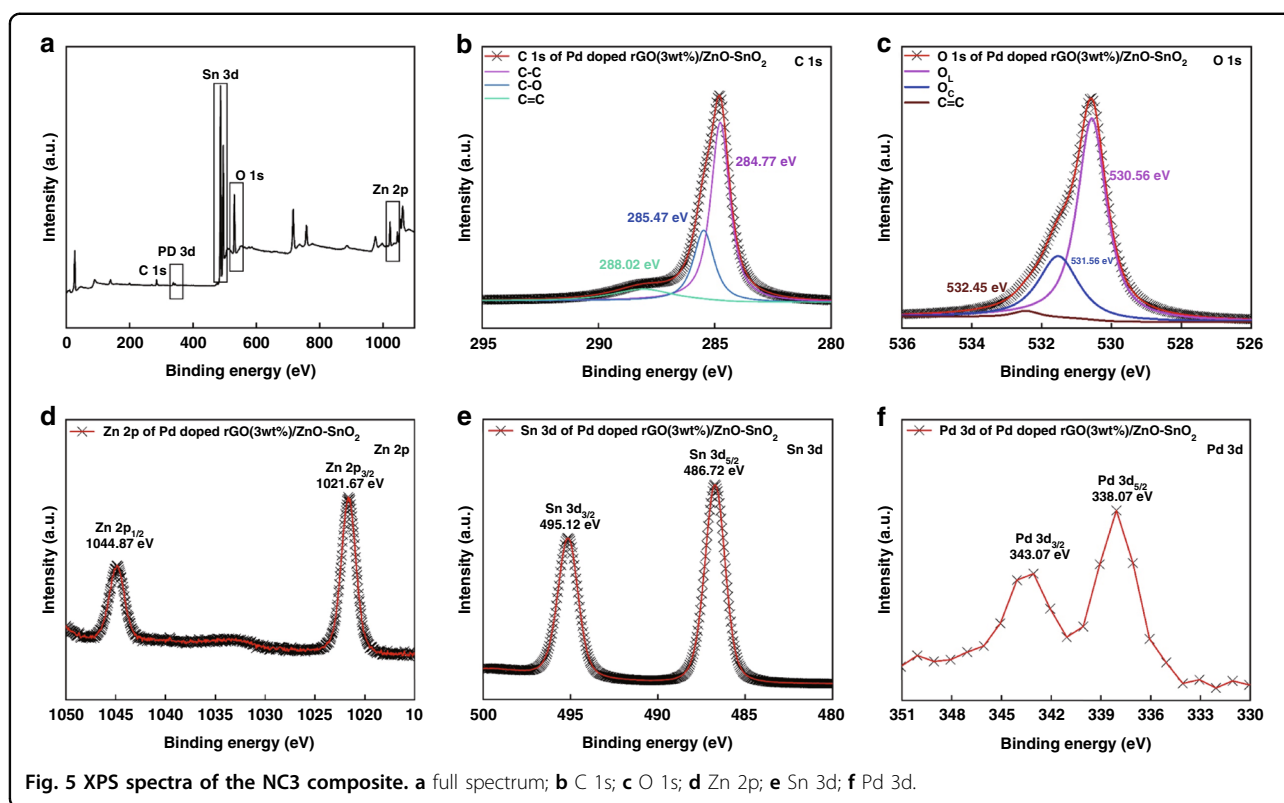 a
Sn 3d
O 1s
Zn 2p
PD 3d
C 1s
Intensity (a.u.)
0 200 400 600 800 1000
Binding energy (eV)
b
C 1s of Pd doped rGO(3wt%)/ZnO-SnO₂
C 1s
C-C
C-O
C=C
284.77 eV
285.47 eV
288.02 eV
Intensity (a.u.)
295 290 285 280
Binding energy (eV)
c
O 1s of Pd doped rGO(3wt%)/ZnO-SnO₂
O 1s
O_L
O_C
C=C
530.56 eV
531.56 eV
532.45 eV
Intensity (a.u.)
536 534 532 530 528 526
Binding energy (eV)
d
Zn 2p of Pd doped rGO(3wt%)/ZnO-SnO₂
Zn 2p
Zn 2p3/2
1021.67 eV
Zn 2p1/2
1044.87 eV
Intensity (a.u.)
1050 1045 1040 1035 1030 1025 1020 10
Binding energy (eV)
e
Sn 3d of Pd doped rGO(3wt%)/ZnO-SnO₂
Sn 3d
Sn 3d5/2
486.72 eV
Sn 3d3/2
495.12 eV
Intensity (a.u.)
500 495 490 485 480
Binding energy (eV)
f
Pd 3d of Pd doped rGO(3wt%)/ZnO-SnO₂
Pd 3d
Pd 3d5/2
338.07 eV
Pd 3d3/2
343.07 eV
Intensity (a.u.)
351 348 345 342 339 336 333 330
Binding energy (eV)
Fig. 5 XPS spectra of the NC3 composite. a full spectrum; b C 1s; c O 1s; d Zn 2p; e Sn 3d; f Pd 3d.